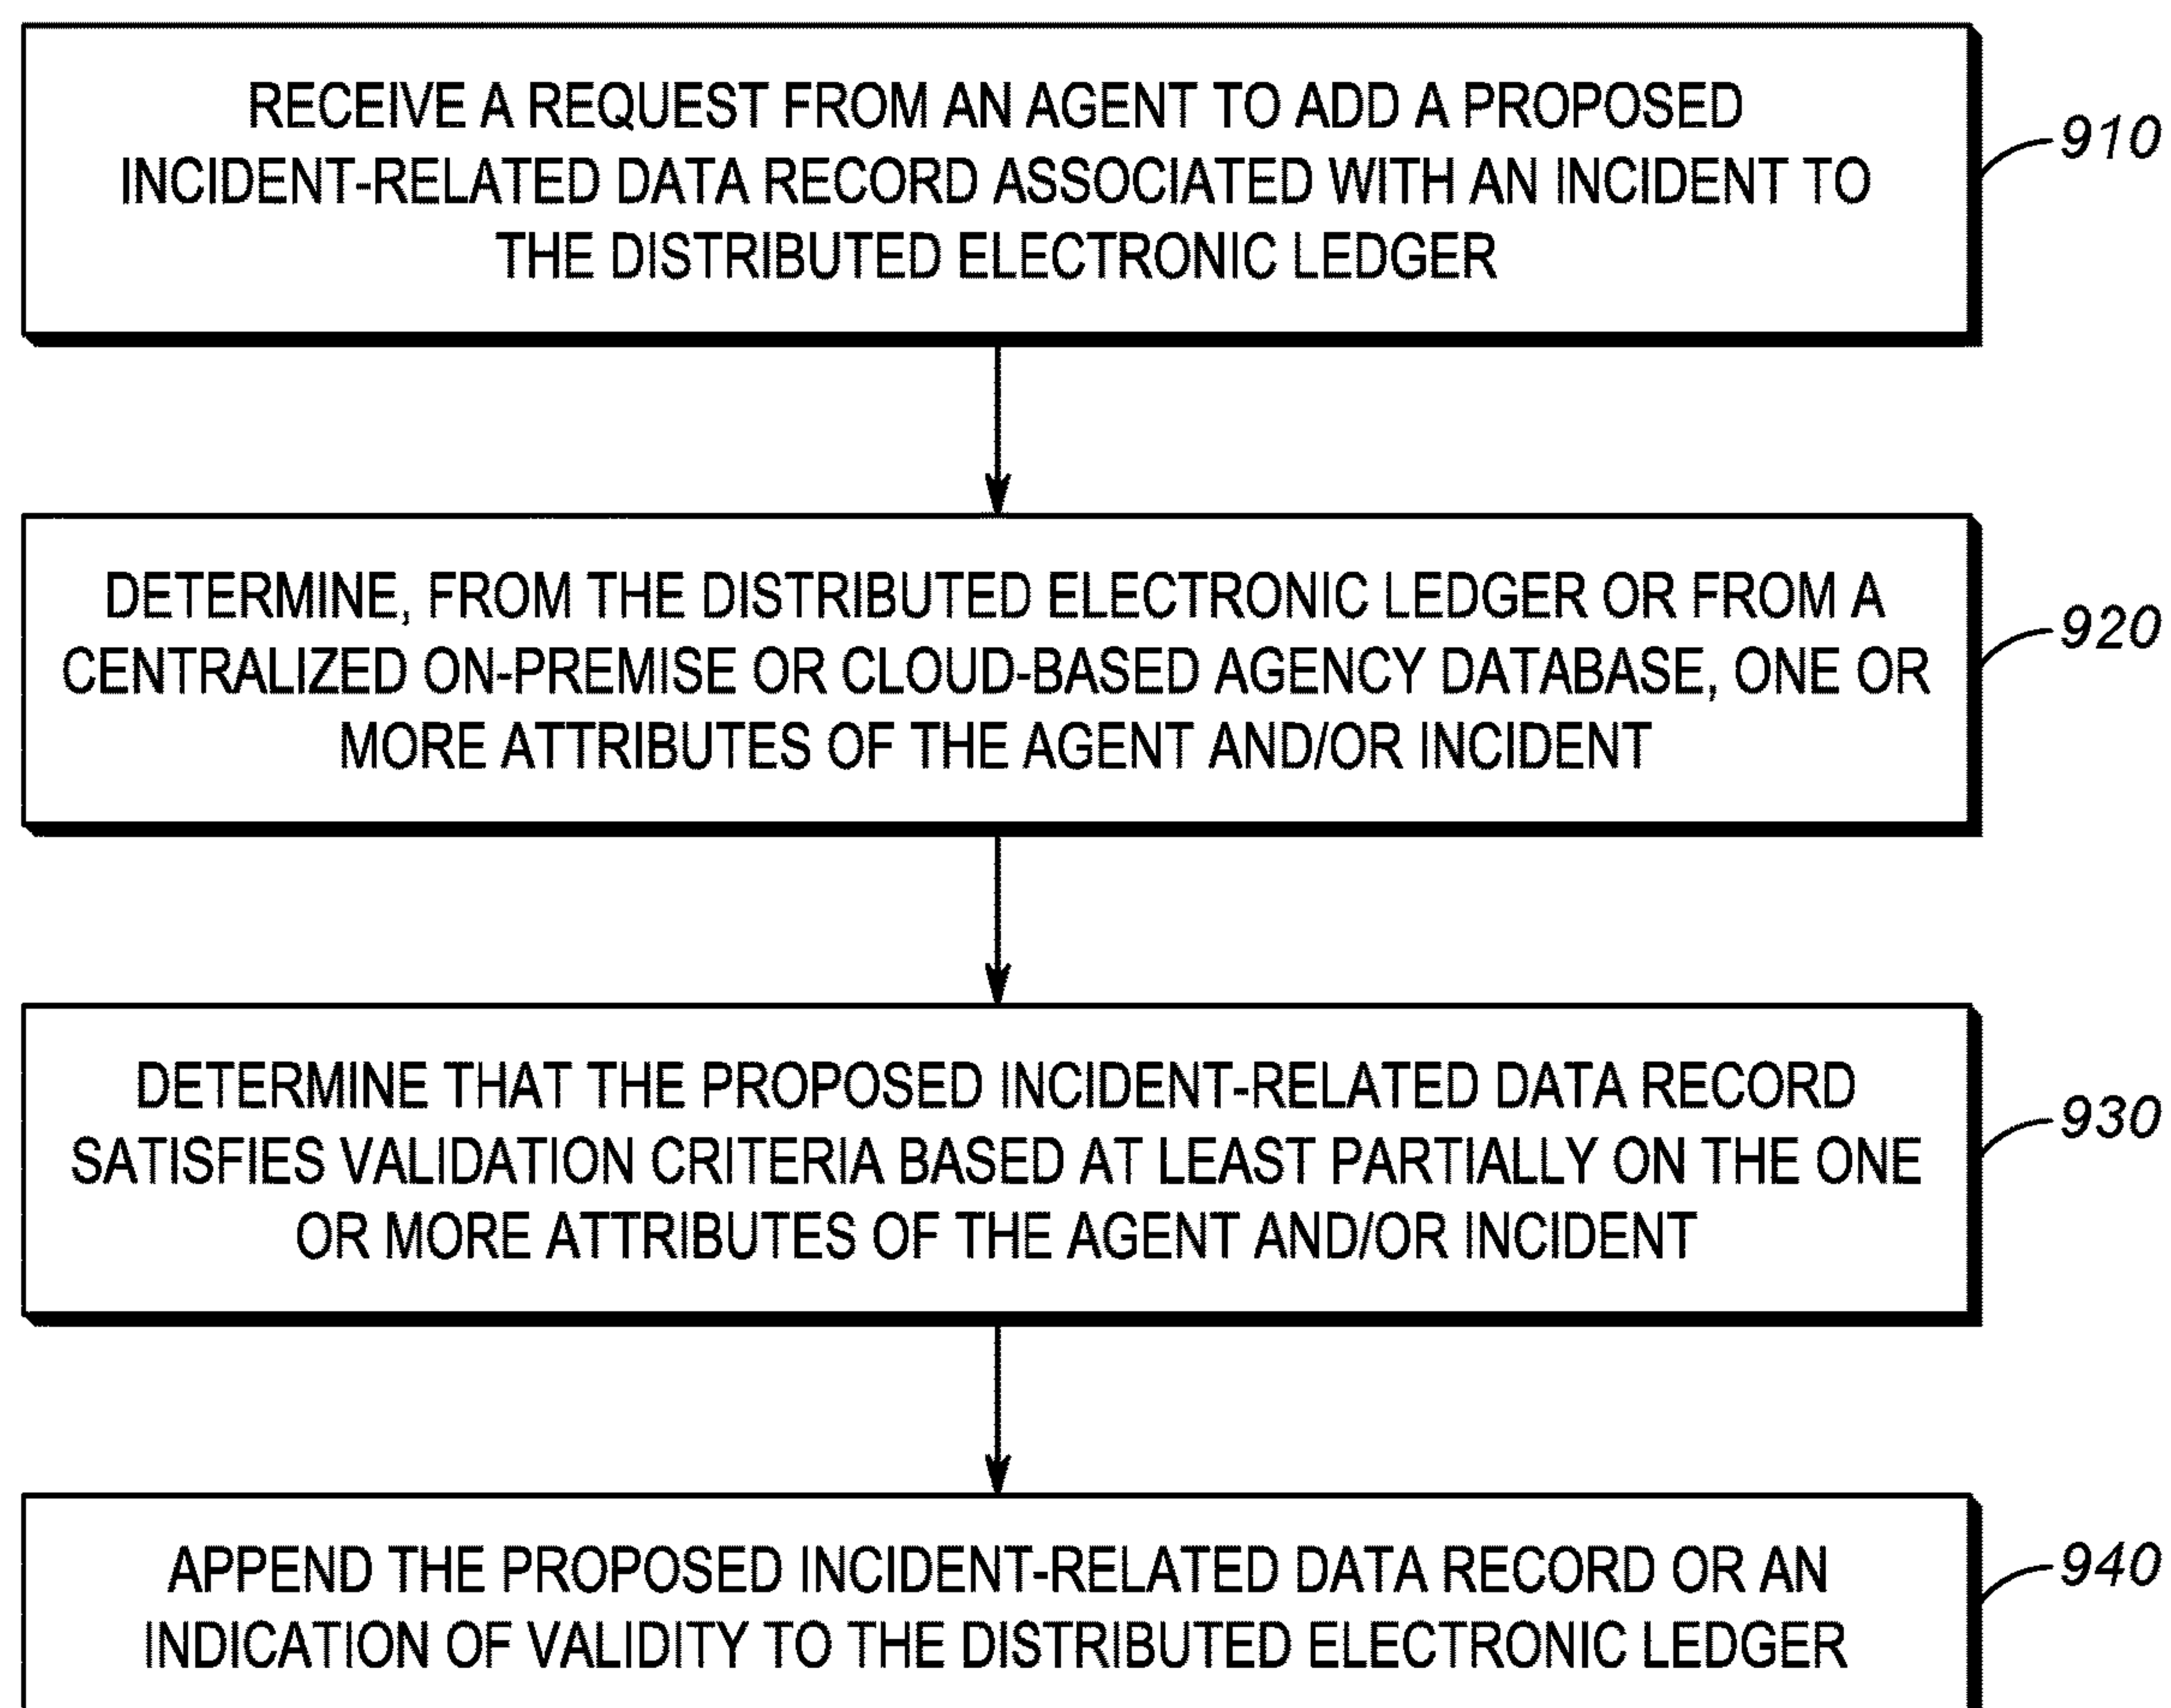 RECEIVE A REQUEST FROM AN AGENT TO ADD A PROPOSED
INCIDENT-RELATED DATA RECORD ASSOCIATED WITH AN INCIDENT TO
THE DISTRIBUTED ELECTRONIC LEDGER
910
DETERMINE, FROM THE DISTRIBUTED ELECTRONIC LEDGER OR FROM A
CENTRALIZED ON-PREMISE OR CLOUD-BASED AGENCY DATABASE, ONE OR
MORE ATTRIBUTES OF THE AGENT AND/OR INCIDENT
920
DETERMINE THAT THE PROPOSED INCIDENT-RELATED DATA RECORD
SATISFIES VALIDATION CRITERIA BASED AT LEAST PARTIALLY ON THE ONE
OR MORE ATTRIBUTES OF THE AGENT AND/OR INCIDENT
930
APPEND THE PROPOSED INCIDENT-RELATED DATA RECORD OR AN
INDICATION OF VALIDITY TO THE DISTRIBUTED ELECTRONIC LEDGER
940